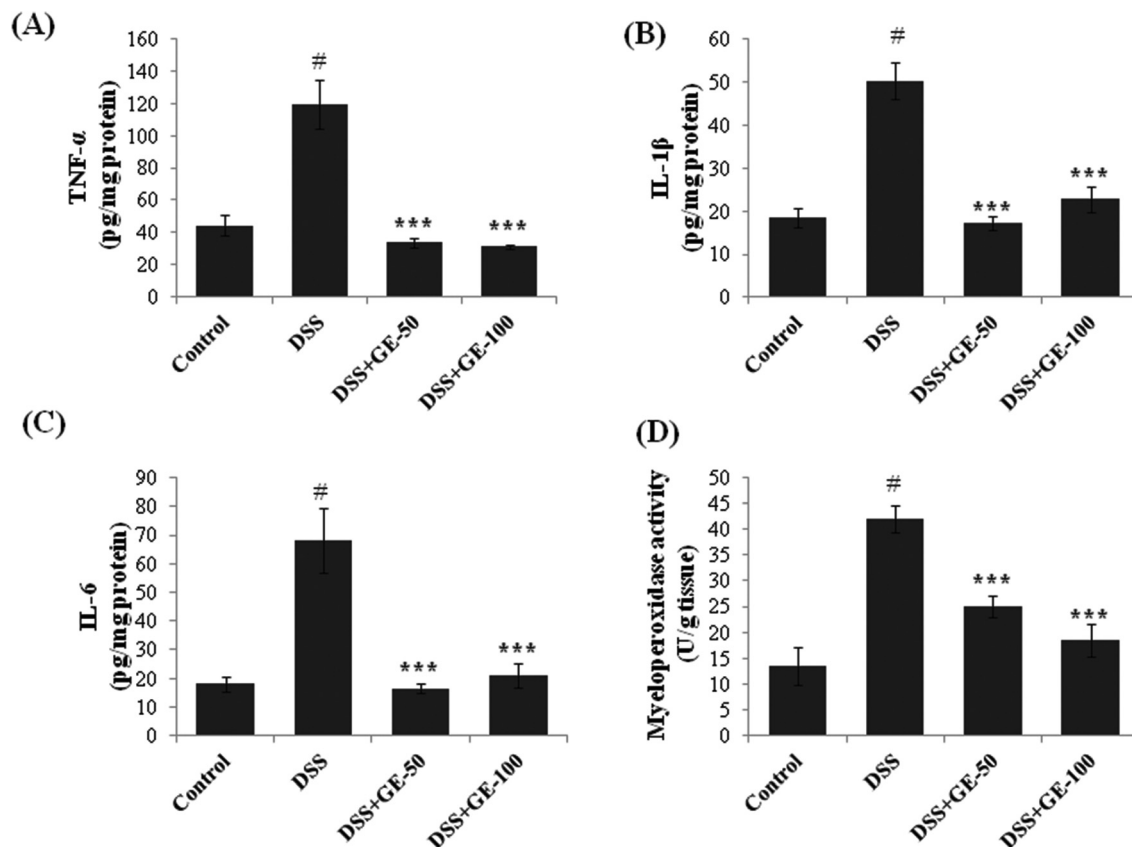 (A)
TNF-α
(pg/mg protein)
160
140
120
100
80
60
40
20
0
#
***
***
Control
DSS
DSS+GE-50
DSS+GE-100
(B)
IL-1β
(pg/mg protein)
60
50
40
30
20
10
0
#
***
***
Control
DSS
DSS+GE-50
DSS+GE-100
(C)
IL-6
(pg/mg protein)
90
80
70
60
50
40
30
20
10
0
#
***
***
Control
DSS
DSS+GE-50
DSS+GE-100
(D)
Myeloperoxidase activity
(U/g tissue)
50
45
40
35
30
25
20
15
10
5
0
#
***
***
Control
DSS
DSS+GE-50
DSS+GE-100